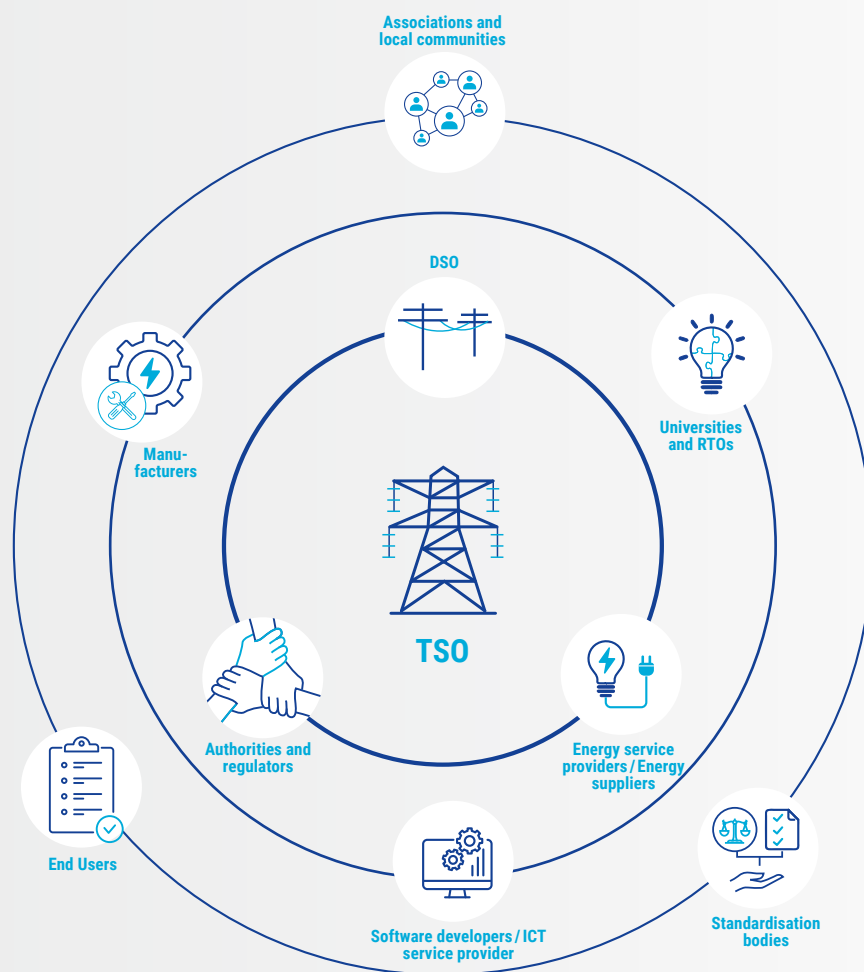 Associations and
local communities
DSO
Universities
and RTOs
Manu-
facturers
TSO
Authorities and
regulators
Energy service
providers / Energy
suppliers
End Users
Software developers / ICT
service provider
Standardisation
bodies